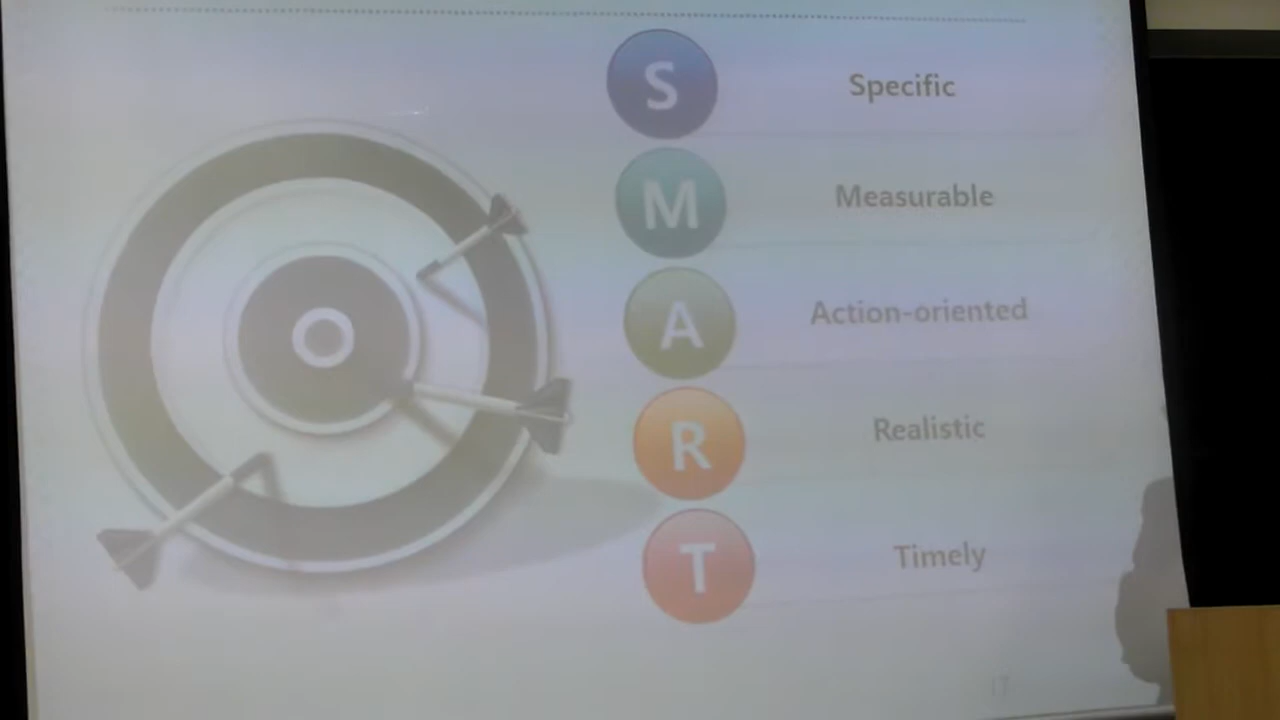 S Specific
M Measurable
A Action-oriented
R Realistic
T Timely